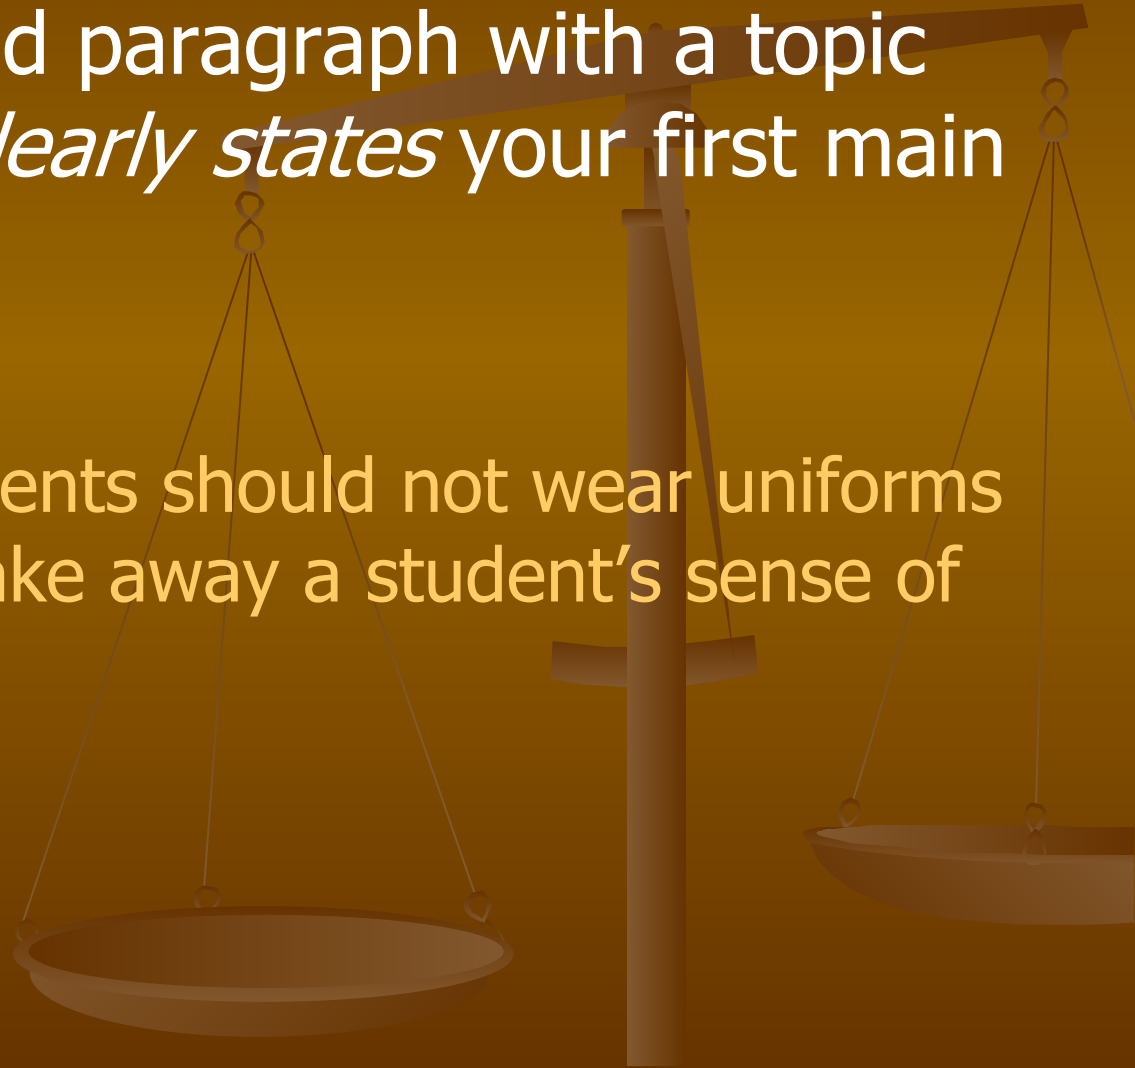 d paragraph with a topic
learly states your first main
ents should not wear uniforms
ake away a student’s sense of